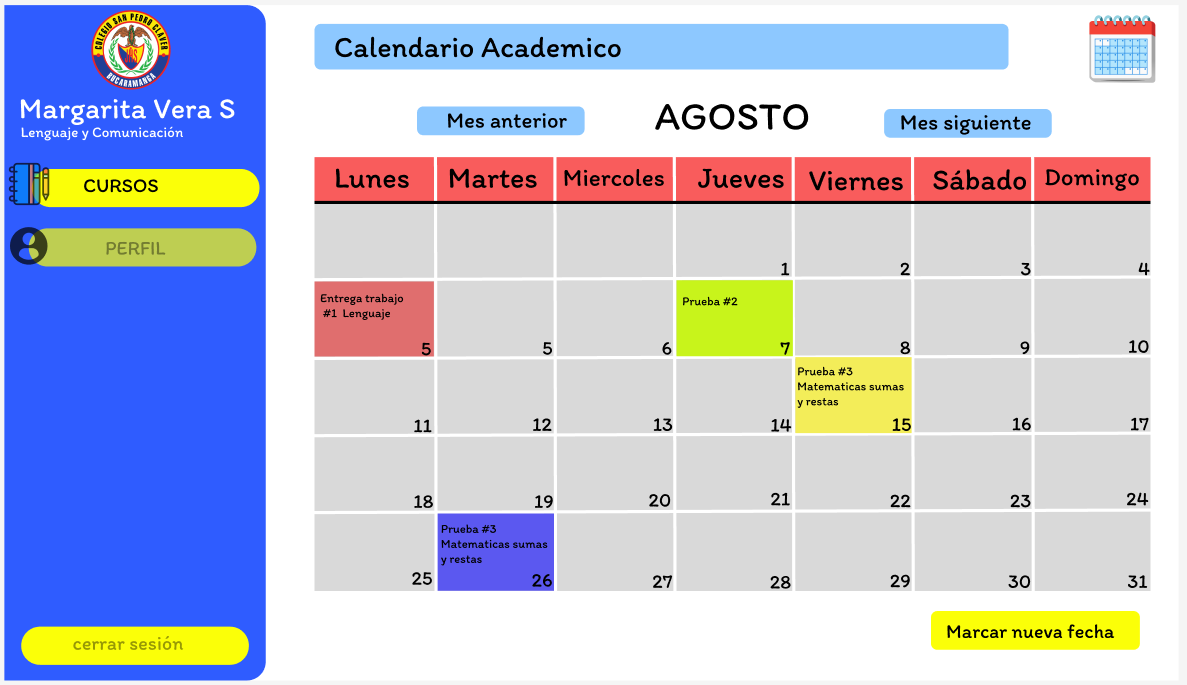 COLEGIO SAN PEDRO CLAVER
BUCARAMANGA
Margarita Vera S
Lenguaje y Comunicación
CURSOS
PERFIL
cerrar sesión
Calendario Academico
Mes anterior
AGOSTO
Mes siguiente
Lunes Martes Miercoles Jueves Viernes Sábado Domingo
1 2 3 4
Entrega trabajo
#1 Lenguaje
Prueba #2
5 5 6 7 8 9 10
Prueba #3
Matematicas sumas
y restas
11 12 13 14 15 16 17
18 19 20 21 22 23 24
Prueba #3
Matematicas sumas
y restas
25 26 27 28 29 30 31
Marcar nueva fecha